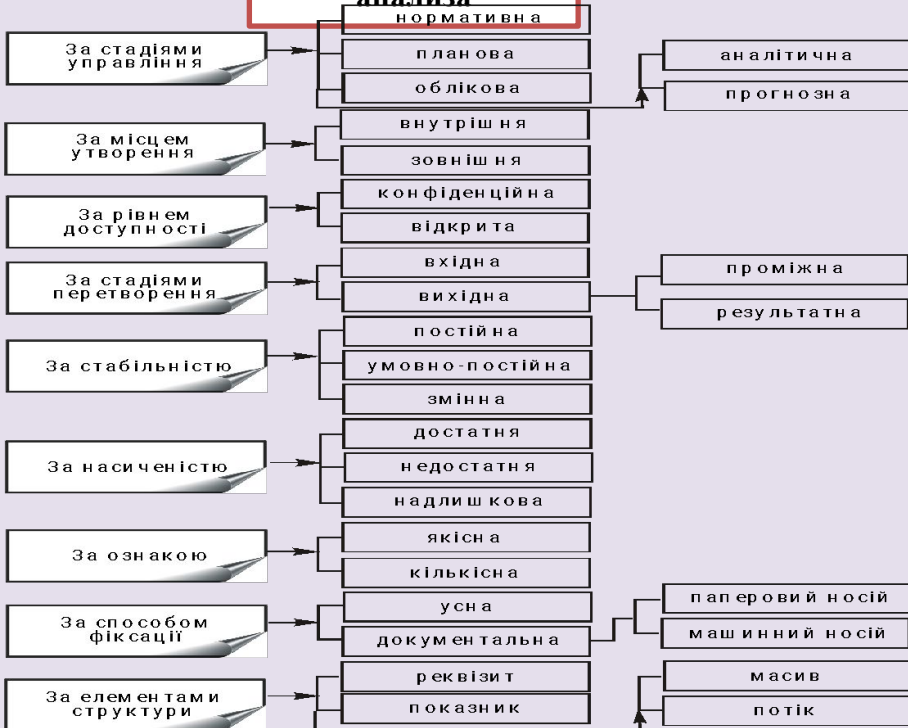 анализа
За стадіями
управління
нормативна
планова
облікова
аналітична
прогнозна
За місцем
утворення
внутрішня
зовнішня
За рівнем
доступності
конфіденційна
відкрита
За стадіями
перетворення
вхідна
вихідна
проміжна
результатна
За стабільністю
постійна
умовно-постійна
змінна
За насиченістю
достатня
недостатня
надлишкова
За ознакою
якісна
кількісна
За способом
фіксації
усна
документальна
паперовий носій
машинний носій
За елементами
структури
реквізит
показник
масив
потік